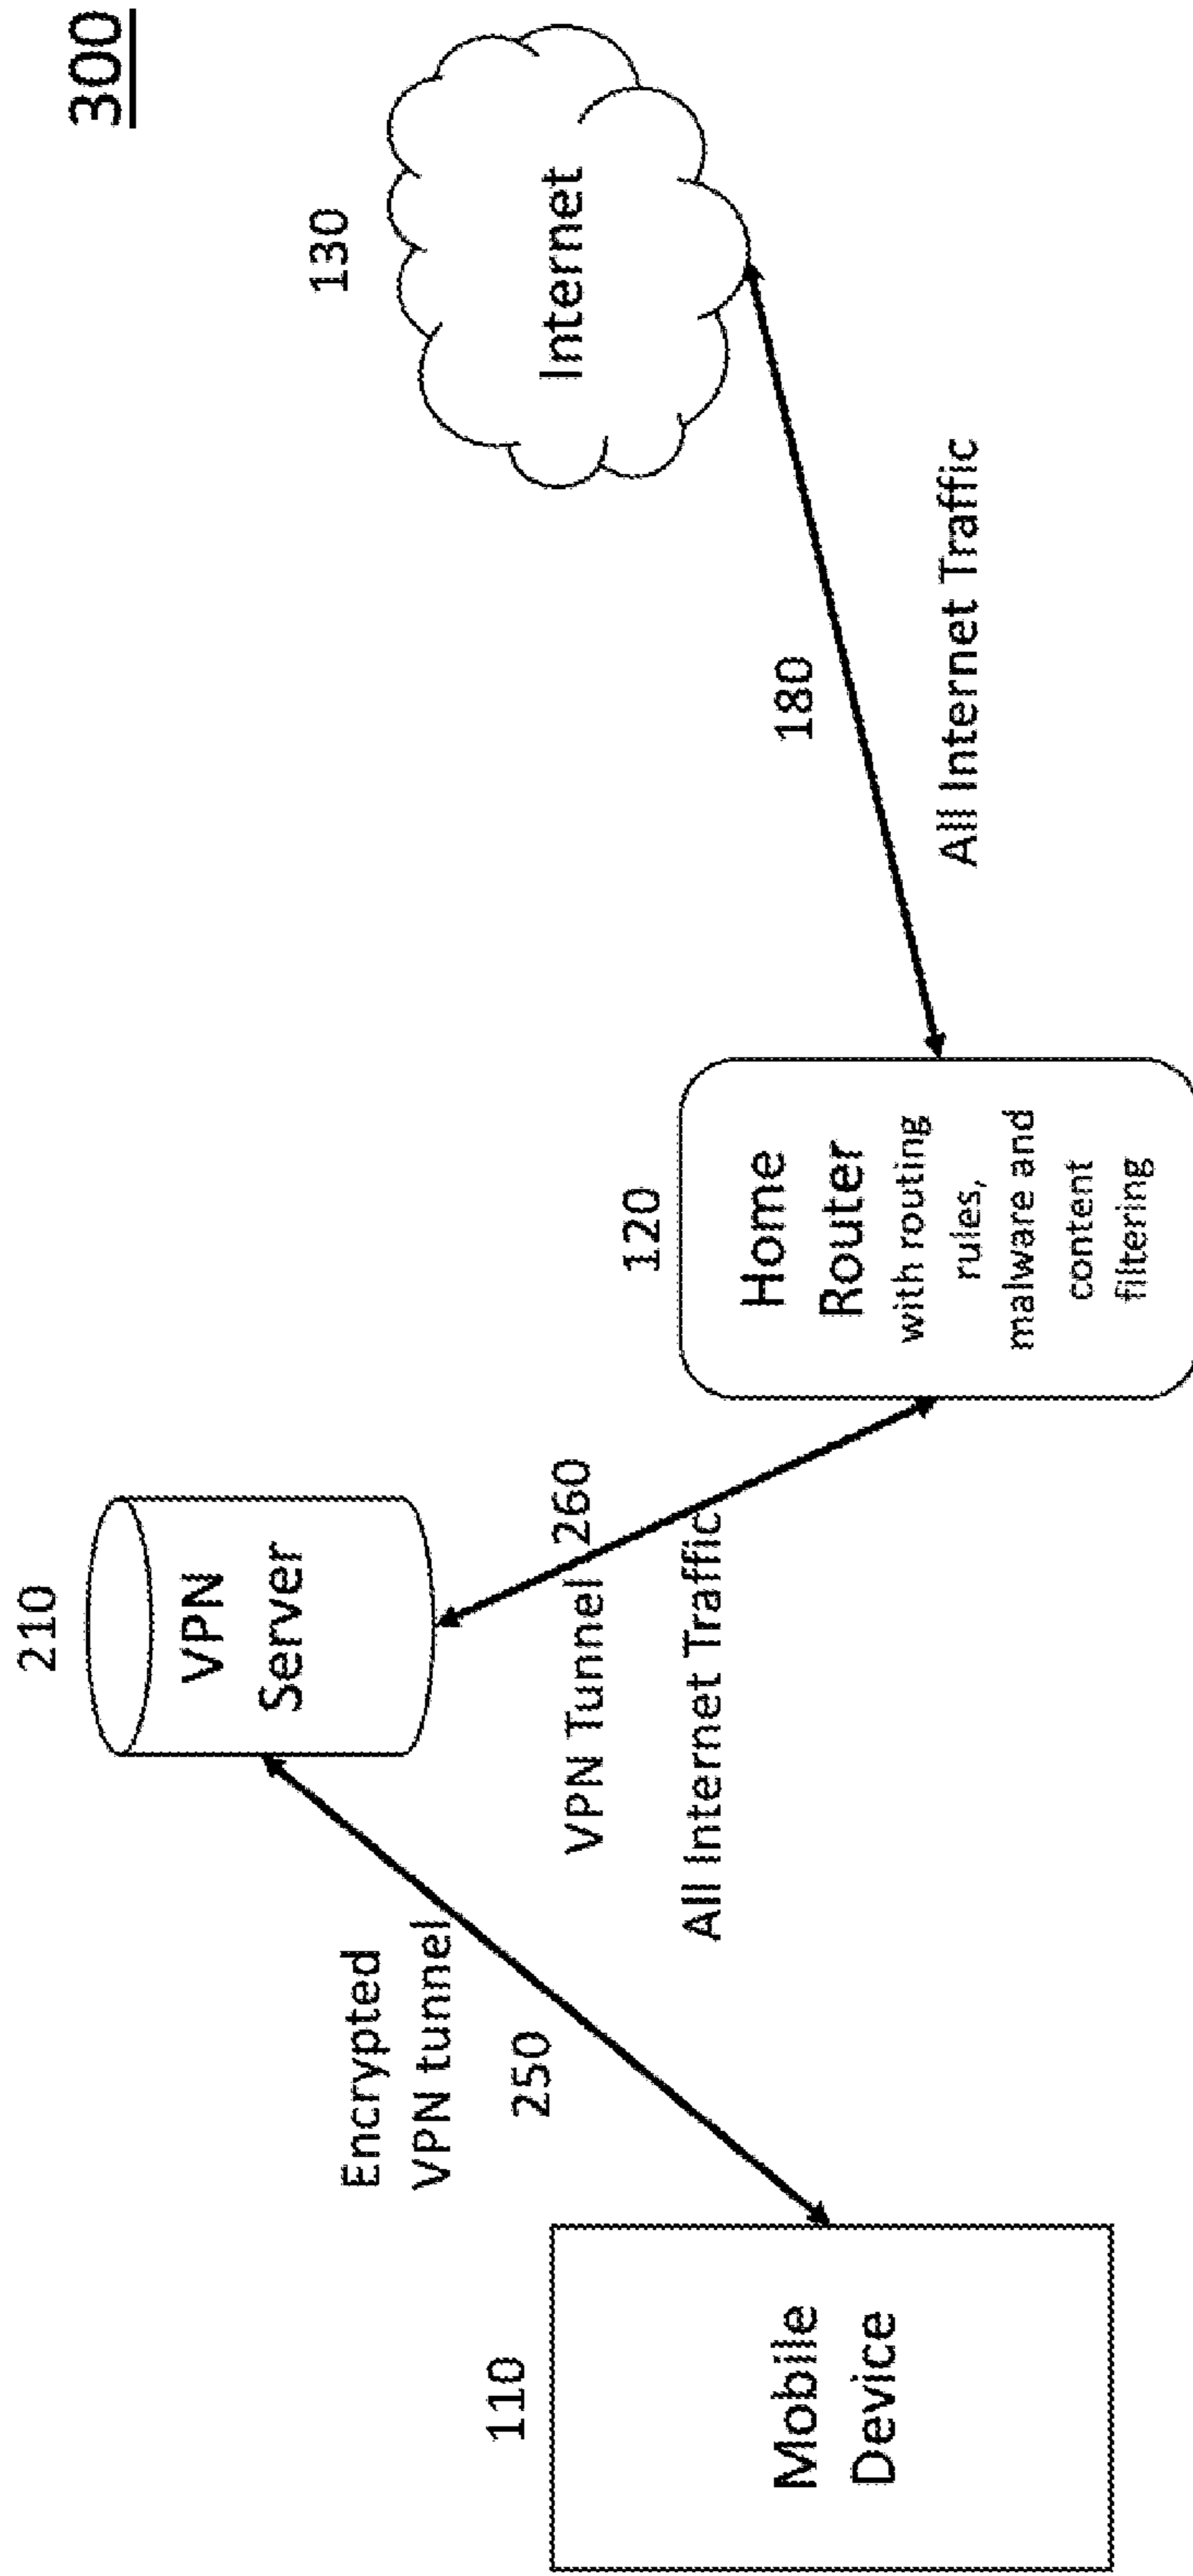 300
210
VPN
Server
130
Internet
Encrypted
VPN tunnel
250
VPN Tunnel
260
All Internet Traffic
180
All Internet Traffic
110
Mobile
Device
120
Home
Router
with routing
rules,
malware and
content
filtering